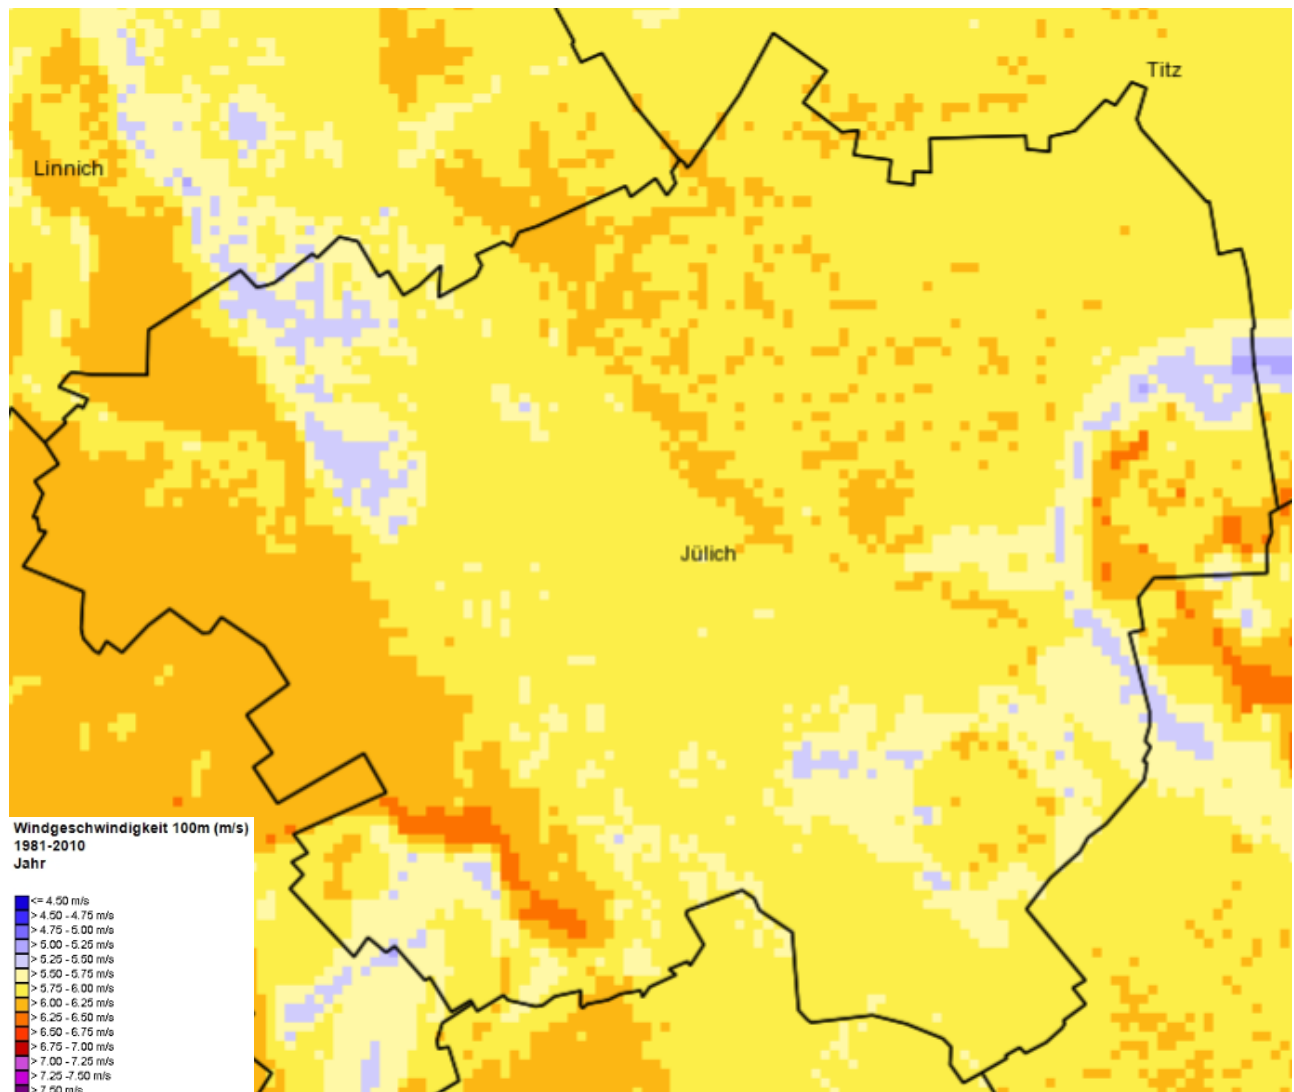 Titz
Linnich
Jülich
Windgeschwindigkeit 100m (m/s)
1981-2010
Jahr
<= 4.50 m/s
> 4.50 - 4.75 m/s
> 4.75 - 5.00 m/s
> 5.00 - 5.25 m/s
> 5.25 - 5.50 m/s
> 5.50 - 5.75 m/s
> 5.75 - 6.00 m/s
> 6.00 - 6.25 m/s
> 6.25 - 6.50 m/s
> 6.50 - 6.75 m/s
> 6.75 - 7.00 m/s
> 7.00 - 7.25 m/s
> 7.25 -7.50 m/s
> 7.50 m/s